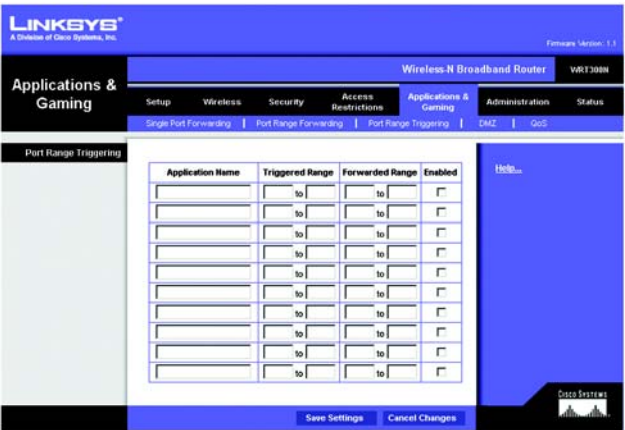 LINKSYS®
A Division of Cisco Systems, Inc.
Firmware Version: 1.1
Wireless-N Broadband Router WRT300N
Applications & Gaming
Setup Wireless Security Access Restrictions Applications & Gaming Administration Status
Single Port Forwarding | Port Range Forwarding | Port Range Triggering | DMZ | QoS
Port Range Triggering
Application Name Triggered Range Forwarded Range Enabled
to to
to to
to to
to to
to to
to to
to to
to to
to to
to to
Help...
CISCO SYSTEMS
Save Settings Cancel Changes